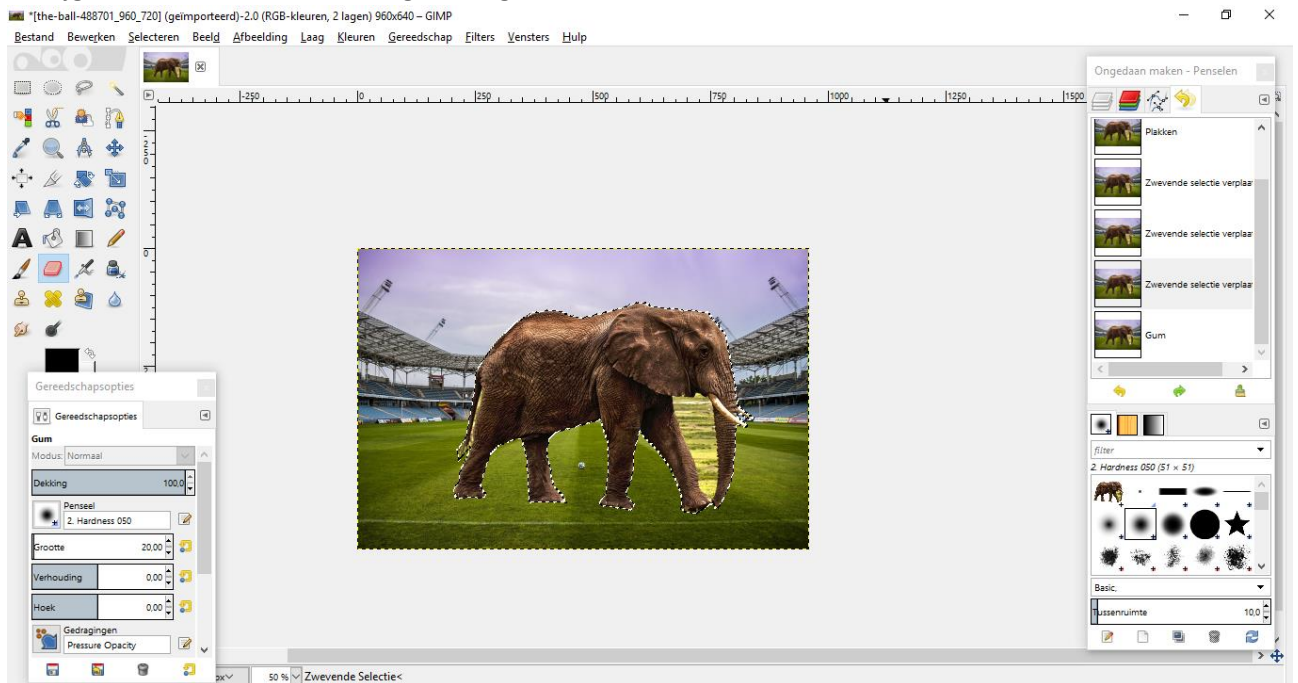 *[the-ball-488701_960_720] (geïmporteerd)-2.0 (RGB-kleuren, 2 lagen) 960x640 – GIMP
Bestand Bewerken Selecteren Beeld Afbeelding Laag Kleuren Gereedschap Filters Vensters Hulp
Ongedaan maken - Penselen
-250 0 250 500 750 1000 1250 1500
Plakken
Zwevende selectie verplaa
Zwevende selectie verplaa
Zwevende selectie verplaa
Gum
250
0
Gereedschapsopties
Gereedschapsopties
Gum
Modus: Normaal
Dekking 100,0
Penseel
2. Hardness 050
Grootte 20,00
Verhouding 0,00
Hoek 0,00
Gedragingen
Pressure Opacity
filter
2. Hardness 050 (51 × 51)
Basic,
Tussenruimte 10,0
px 50 % Zwevende Selectie<